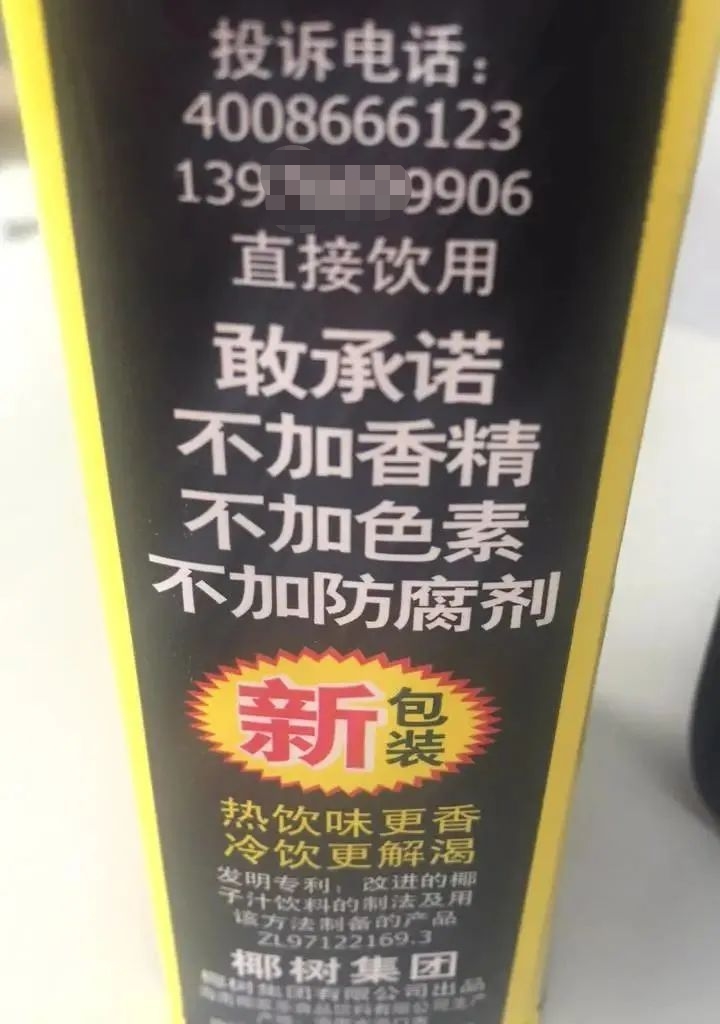 投诉电话:
4008666123
139 9906
直接饮用
敢承诺
不加香精
不加色素
不加防腐剂
新包装
热饮味更香
冷饮更解渴
发明专利:改进的椰
子汁饮料的制法及用
该方法制备的产品
ZL97122169.3
椰树集团
椰树集团有限公司出品